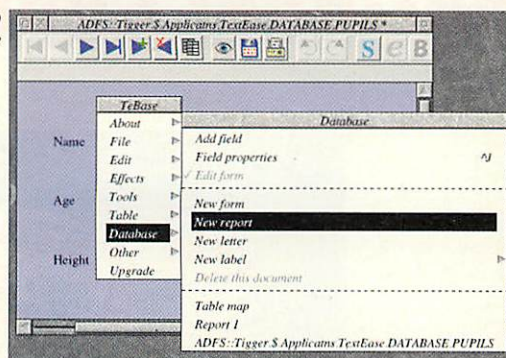 ADFS::Tigger.$.Applicatns.TextEase.DATABASE.PUPILS *
S e B
Name
Age
Height
TeBase
About
File
Edit
Effects
Tools
Table
Database
Other
Upgrade
Database
Add field
Field properties ^J
✓ Edit form
New form
New report
New letter
New label
Delete this document
Table map
Report 1
ADFS::Tigger.$.Applicatns.TextEase.DATABASE.PUPILS